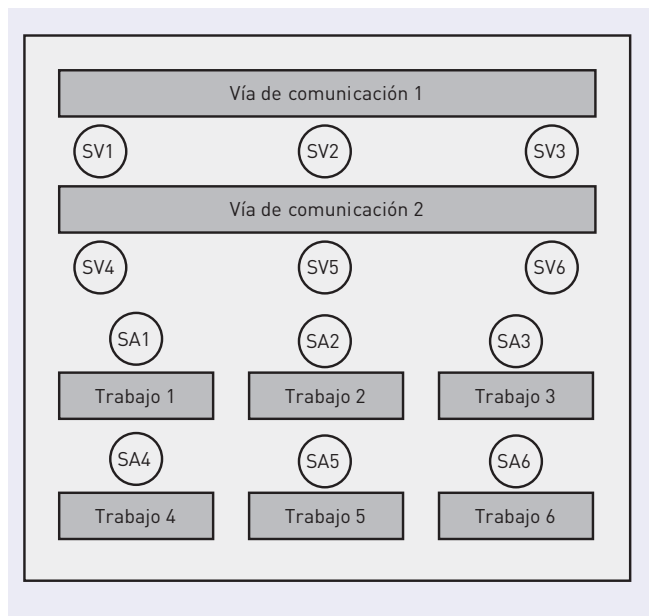 Vía de comunicación 1
SV1 SV2 SV3
Vía de comunicación 2
SV4 SV5 SV6
SA1 SA2 SA3
Trabajo 1 Trabajo 2 Trabajo 3
SA4 SA5 SA6
Trabajo 4 Trabajo 5 Trabajo 6